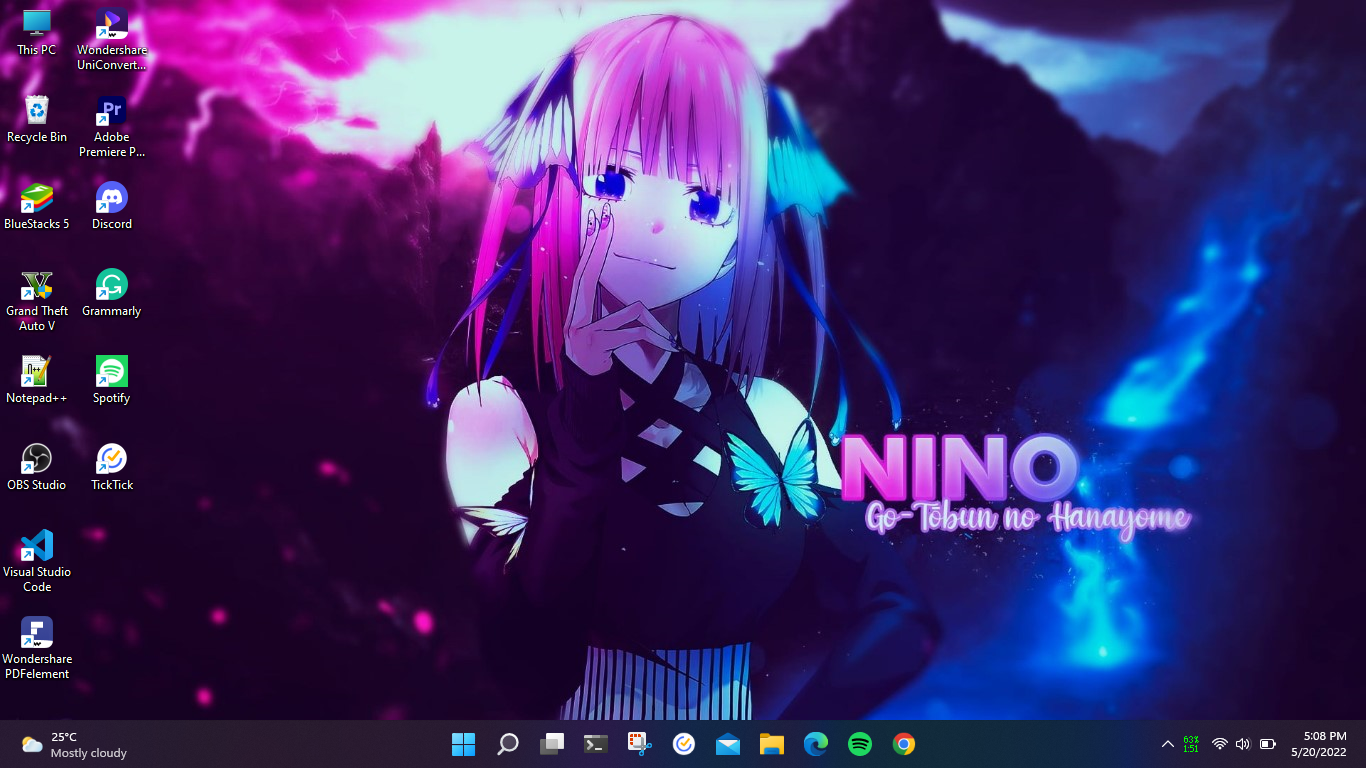 This PC
Wondershare
UniConvert...
Recycle Bin
Pr
Adobe
Premiere P...
BlueStacks 5
Discord
Grand Theft
Auto V
Grammarly
Notepad++
Spotify
OBS Studio
TickTick
Visual Studio
Code
Wondershare
PDFelement
NINO
Go-Tōbun no Hanayome
25°C
Mostly cloudy
83%
1:51
5:08 PM
5/20/2022